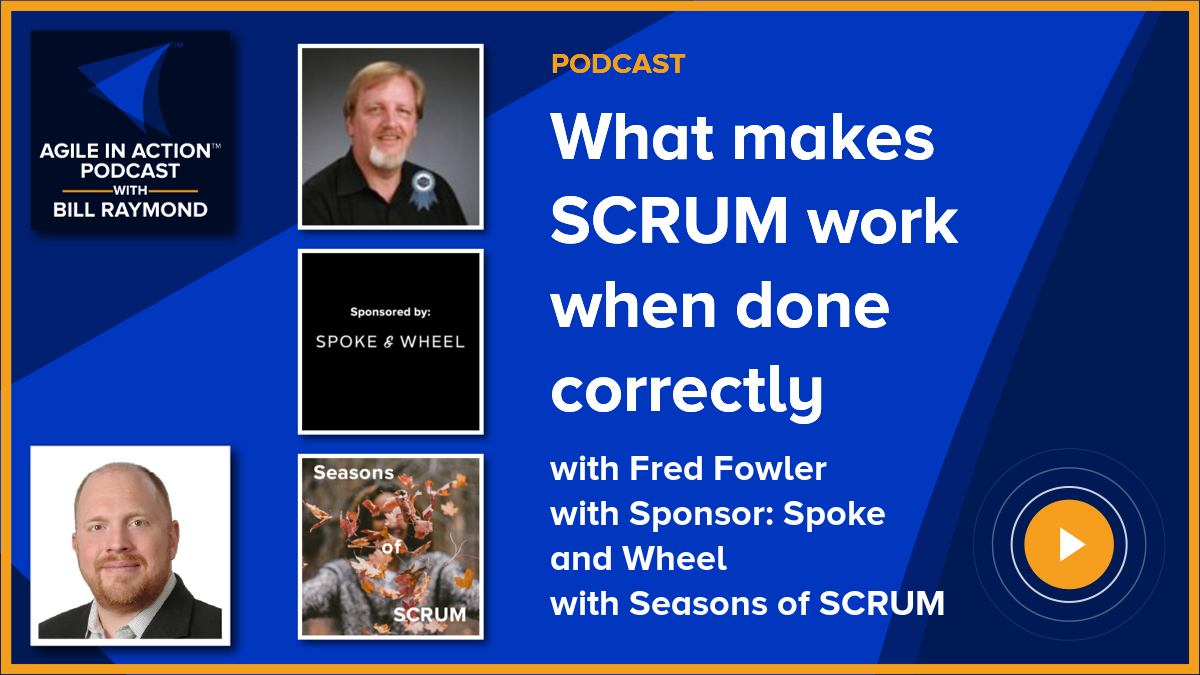 TM
AGILE IN ACTION™
PODCAST
WITH
BILL RAYMOND
Sponsored by:
SPOKE & WHEEL
Seasons
of
SCRUM
PODCAST
What makes
SCRUM work
when done
correctly
with Fred Fowler
with Sponsor: Spoke
and Wheel
with Seasons of SCRUM